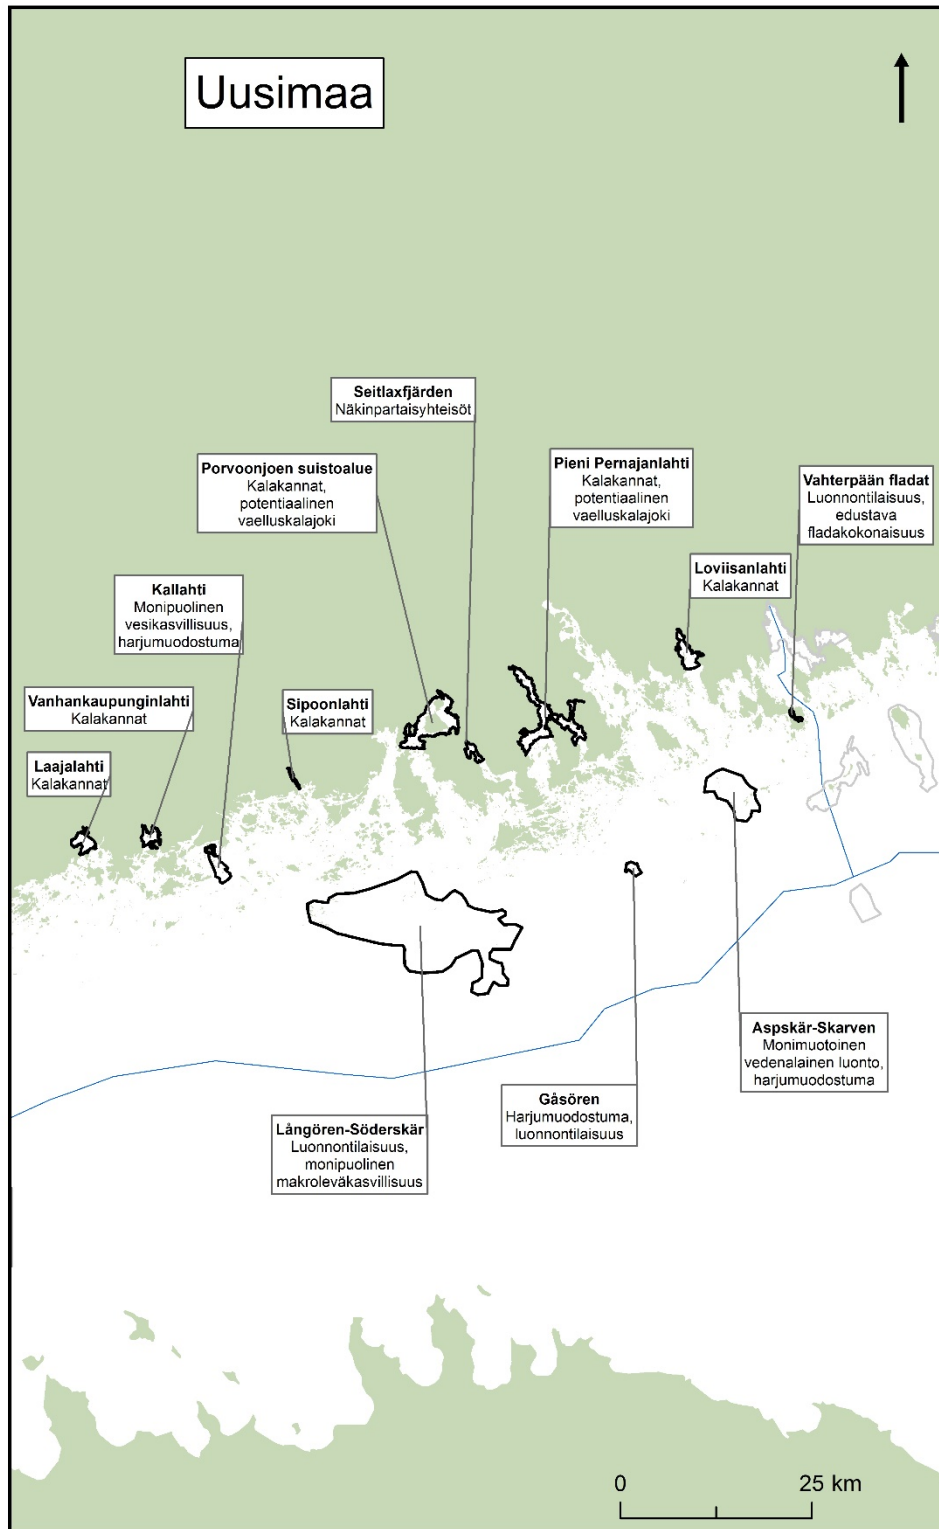 Uusimaa
Seitlaxfjärden
Näkinpartaisyhteisöt
Porvoonjoen suistoalue
Kalakannat,
potentiaalinen
vaelluskalajoki
Pieni Pernajanlahti
Kalakannat,
potentiaalinen
vaelluskalajoki
Vahterpään fladat
Luonnontilaisuus,
edustava
fladakokonaisuus
Loviisanlahti
Kalakannat
Kallahti
Monipuolinen
vesikasvillisuus,
harjumuodostuma
Vanhankaupunginlahti
Kalakannat
Sipoonlahti
Kalakannat
Laajalahti
Kalakannat
Aspskär-Skarven
Monimuotoinen
vedenalainen luonto,
harjumuodostuma
Gåsören
Harjumuodostuma,
luonnontilaisuus
Långören-Söderskär
Luonnontilaisuus,
monipuolinen
makroleväkasvillisuus
0 25 km